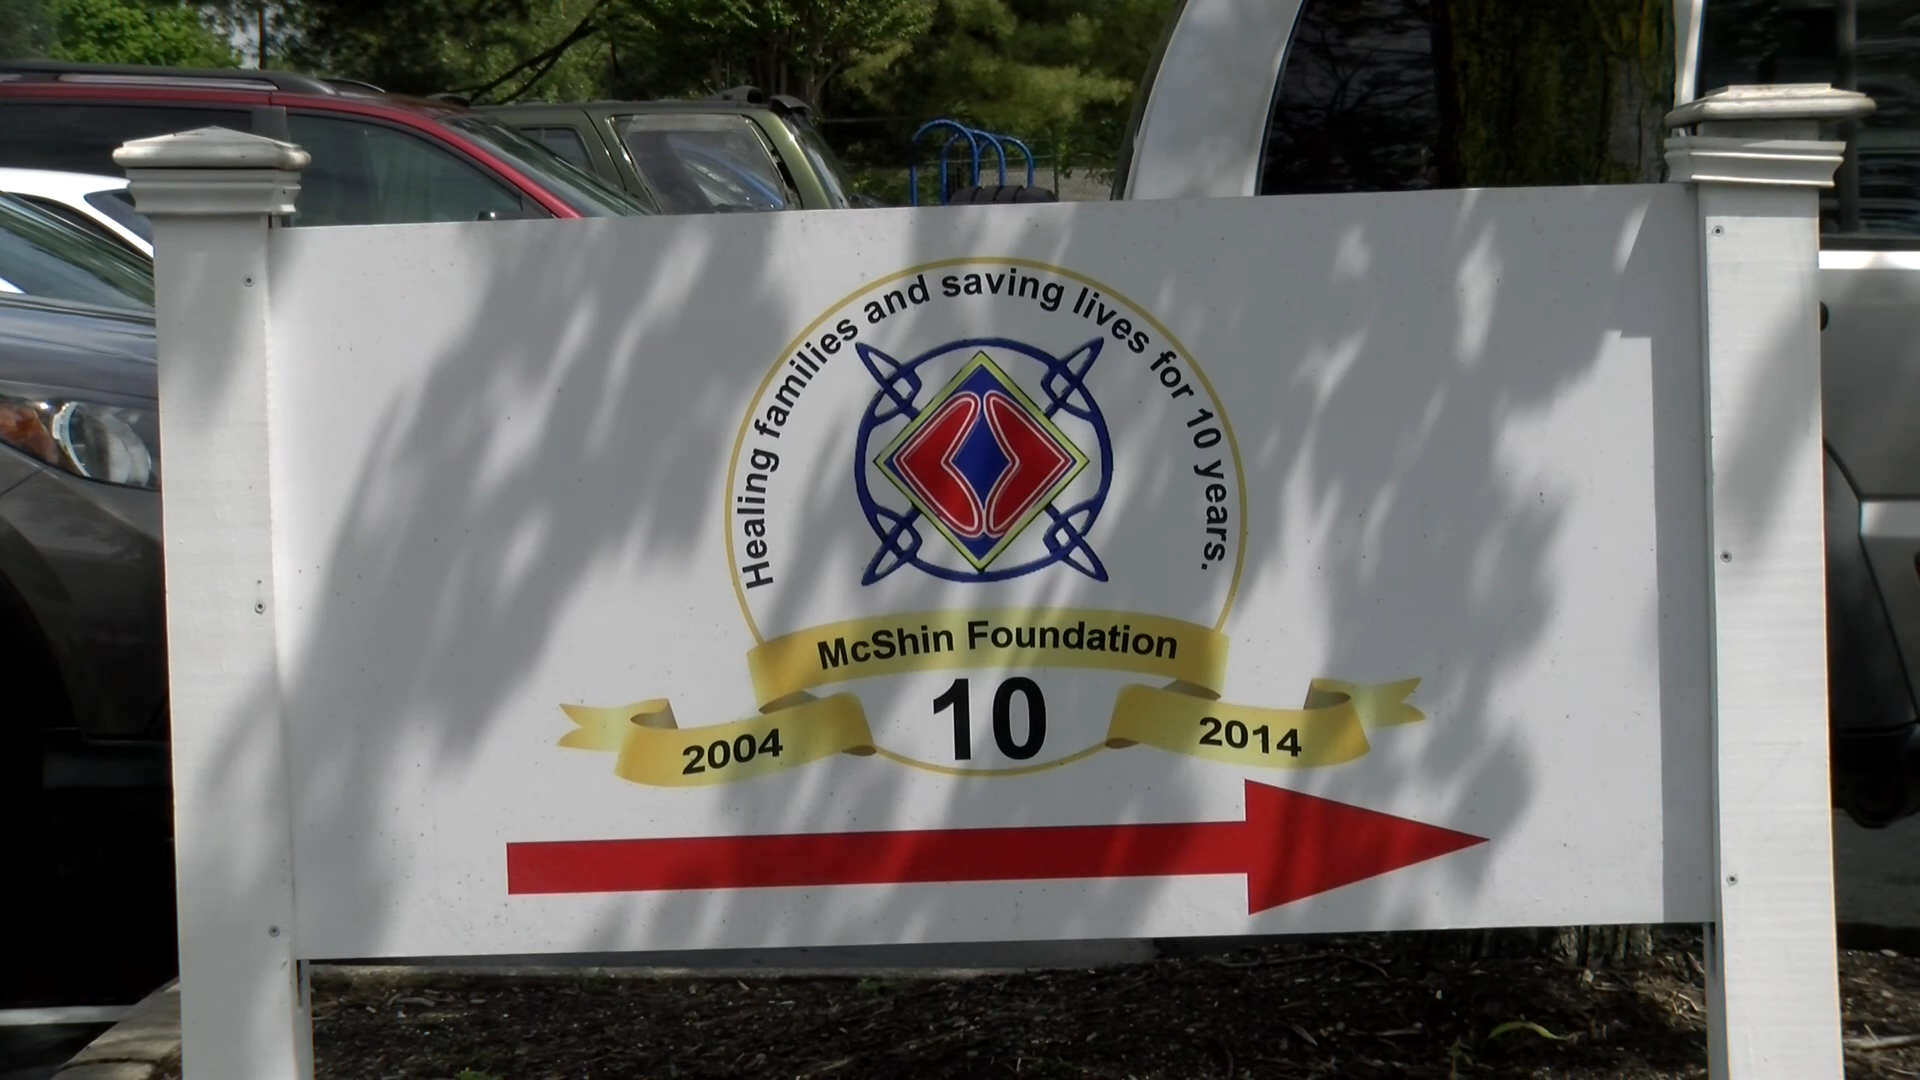 Healing families and saving lives for 10 years.
McShin Foundation
10
2004
2014